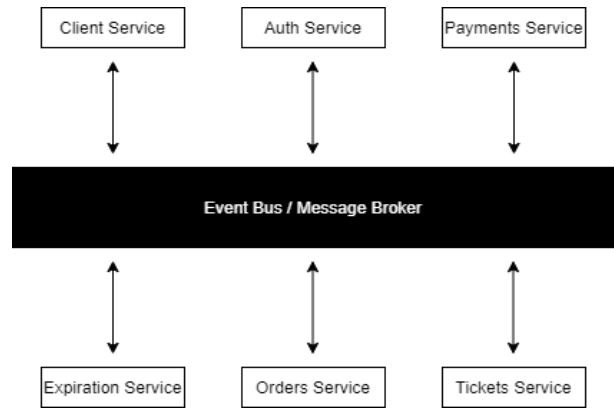 Client Service
Auth Service
Payments Service
Event Bus / Message Broker
Expiration Service
Orders Service
Tickets Service